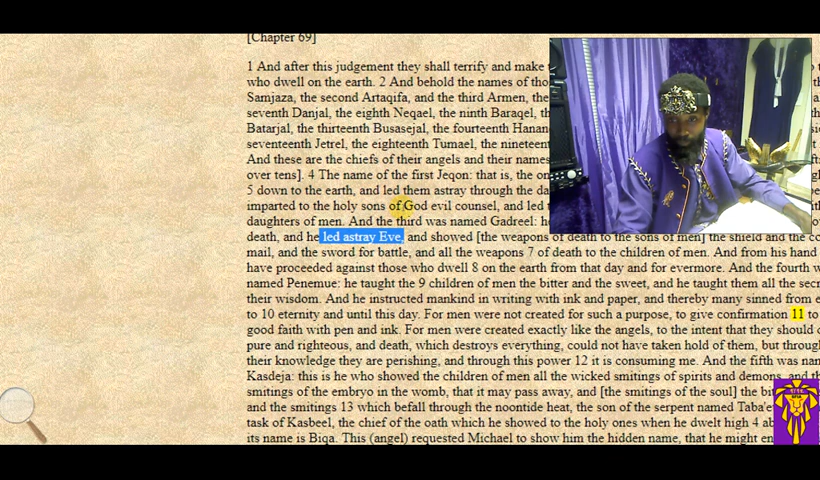 [Chapter 69]
1 And after this judgement they shall terrify and make
who dwell on the earth. 2 And behold the names of
Samjaza, the second Artaqifa, and the third Armen, the
seventh Danjal, the eighth Neqael, the ninth Baraqel, the
Batarjal, the thirteenth Busasejal, the fourteenth
seventeenth Jetrel, the eighteenth Tumael, the nineteenth
And these are the chiefs of their angels and their names
over tens]. 4 The name of the first Jeqon: that is, the
5 down to the earth, and led them astray through the
imparted to the holy sons of God evil counsel, and led
daughters of men. And the third was named Gadreel:
death, and he led astray Eve, and showed [the weapons of death to the sons of men] the shield and the
mail, and the sword for battle, and all the weapons 7 of death to the children of men. And from his hand
have proceeded against those who dwell 8 on the earth from that day and for evermore. And the fourth
named Penemue: he taught the 9 children of men the bitter and the sweet, and he taught them all the
their wisdom. And he instructed mankind in writing with ink and paper, and thereby many sinned from
to 10 eternity and until this day. For men were not created for such a purpose, to give confirmation 11 to
good faith with pen and ink. For men were created exactly like the angels, to the intent that they should
pure and righteous, and death, which destroys everything, could not have taken hold of them, but through
their knowledge they are perishing, and through this power 12 it is consuming me. And the fifth was
Kasdeja: this is he who showed the children of men all the wicked smitings of spirits and demons, and
smitings of the embryo in the womb, that it may pass away, and [the smitings of the soul] the
and the smitings 13 which befall through the noontide heat, the son of the serpent named
task of Kasbeel, the chief of the oath which he showed to the holy ones when he dwelt high 4
its name is Biqa. This (angel) requested Michael to show him the hidden name, that he might